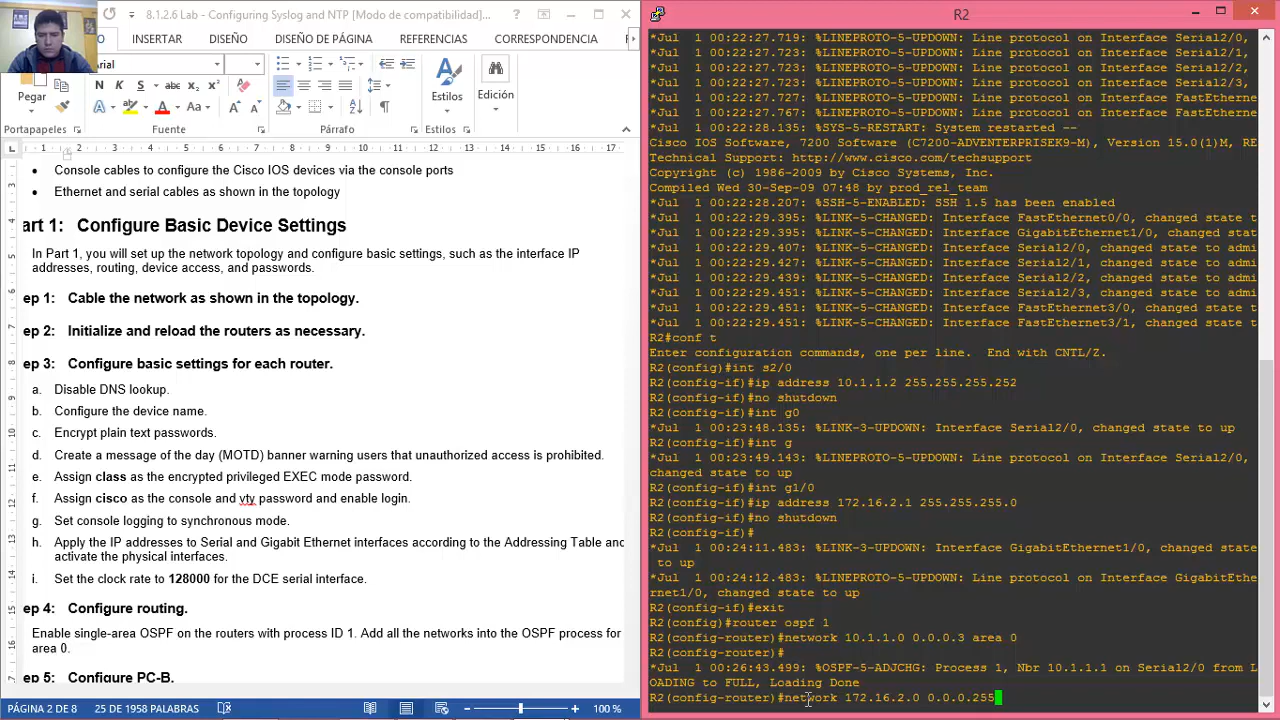 8.1.2.6 Lab - Configuring Syslog and NTP [Modo de compatibilidad]...
INSERTAR
DISEÑO
DISEÑO DE PÁGINA
REFERENCIAS
CORRESPONDENCIA
Arial
Pegar
Estilos
Edición
Portapapeles
Fuente
Párrafo
Estilos
Console cables to configure the Cisco IOS devices via the console ports
Ethernet and serial cables as shown in the topology
art 1: Configure Basic Device Settings
In Part 1, you will set up the network topology and configure basic settings, such as the interface IP
addresses, routing, device access, and passwords.
ep 1: Cable the network as shown in the topology.
ep 2: Initialize and reload the routers as necessary.
ep 3: Configure basic settings for each router.
a. Disable DNS lookup.
b. Configure the device name.
c. Encrypt plain text passwords.
d. Create a message of the day (MOTD) banner warning users that unauthorized access is prohibited.
e. Assign class as the encrypted privileged EXEC mode password.
f. Assign cisco as the console and vty password and enable login.
g. Set console logging to synchronous mode.
h. Apply the IP addresses to Serial and Gigabit Ethernet interfaces according to the Addressing Table and
activate the physical interfaces.
i. Set the clock rate to 128000 for the DCE serial interface.
ep 4: Configure routing.
Enable single-area OSPF on the routers with process ID 1. Add all the networks into the OSPF process for
area 0.
ep 5: Configure PC-B.
PÁGINA 2 DE 8
25 DE 1958 PALABRAS
100 %
R2
*Jul 1 00:22:27.719: %LINEPROTO-5-UPDOWN: Line protocol on Interface Serial2/0,
*Jul 1 00:22:27.723: %LINEPROTO-5-UPDOWN: Line protocol on Interface Serial2/1,
*Jul 1 00:22:27.723: %LINEPROTO-5-UPDOWN: Line protocol on Interface Serial2/2,
*Jul 1 00:22:27.723: %LINEPROTO-5-UPDOWN: Line protocol on Interface Serial2/3,
*Jul 1 00:22:27.727: %LINEPROTO-5-UPDOWN: Line protocol on Interface FastEtherne
*Jul 1 00:22:27.767: %LINEPROTO-5-UPDOWN: Line protocol on Interface FastEtherne
*Jul 1 00:22:28.135: %SYS-5-RESTART: System restarted --
Cisco IOS Software, 7200 Software (C7200-ADVENTERPRISEK9-M), Version 15.0(1)M, RE
Technical Support: http://www.cisco.com/techsupport
Copyright (c) 1986-2009 by Cisco Systems, Inc.
Compiled Wed 30-Sep-09 07:48 by prod_rel_team
*Jul 1 00:22:28.207: %SSH-5-ENABLED: SSH 1.5 has been enabled
*Jul 1 00:22:29.395: %LINK-5-CHANGED: Interface FastEthernet0/0, changed state t
*Jul 1 00:22:29.395: %LINK-5-CHANGED: Interface GigabitEthernet1/0, changed stat
*Jul 1 00:22:29.407: %LINK-5-CHANGED: Interface Serial2/0, changed state to admi
*Jul 1 00:22:29.427: %LINK-5-CHANGED: Interface Serial2/1, changed state to admi
*Jul 1 00:22:29.439: %LINK-5-CHANGED: Interface Serial2/2, changed state to admi
*Jul 1 00:22:29.451: %LINK-5-CHANGED: Interface Serial2/3, changed state to admi
*Jul 1 00:22:29.451: %LINK-5-CHANGED: Interface FastEthernet3/0, changed state t
*Jul 1 00:22:29.451: %LINK-5-CHANGED: Interface FastEthernet3/1, changed state t
R2#conf t
Enter configuration commands, one per line. End with CNTL/Z.
R2(config)#int s2/0
R2(config-if)#ip address 10.1.1.2 255.255.255.252
R2(config-if)#no shutdown
R2(config-if)#int g0
*Jul 1 00:23:48.135: %LINK-3-UPDOWN: Interface Serial2/0, changed state to up
R2(config-if)#int g
*Jul 1 00:23:49.143: %LINEPROTO-5-UPDOWN: Line protocol on Interface Serial2/0,
changed state to up
R2(config-if)#int g1/0
R2(config-if)#ip address 172.16.2.1 255.255.255.0
R2(config-if)#no shutdown
R2(config-if)#
*Jul 1 00:24:11.483: %LINK-3-UPDOWN: Interface GigabitEthernet1/0, changed state
to up
*Jul 1 00:24:12.483: %LINEPROTO-5-UPDOWN: Line protocol on Interface GigabitEthe
rnet1/0, changed state to up
R2(config-if)#exit
R2(config)#router ospf 1
R2(config-router)#network 10.1.1.0 0.0.0.3 area 0
R2(config-router)#
*Jul 1 00:26:43.499: %OSPF-5-ADJCHG: Process 1, Nbr 10.1.1.1 on Serial2/0 from L
OADING to FULL, Loading Done
R2(config-router)#network 172.16.2.0 0.0.0.255